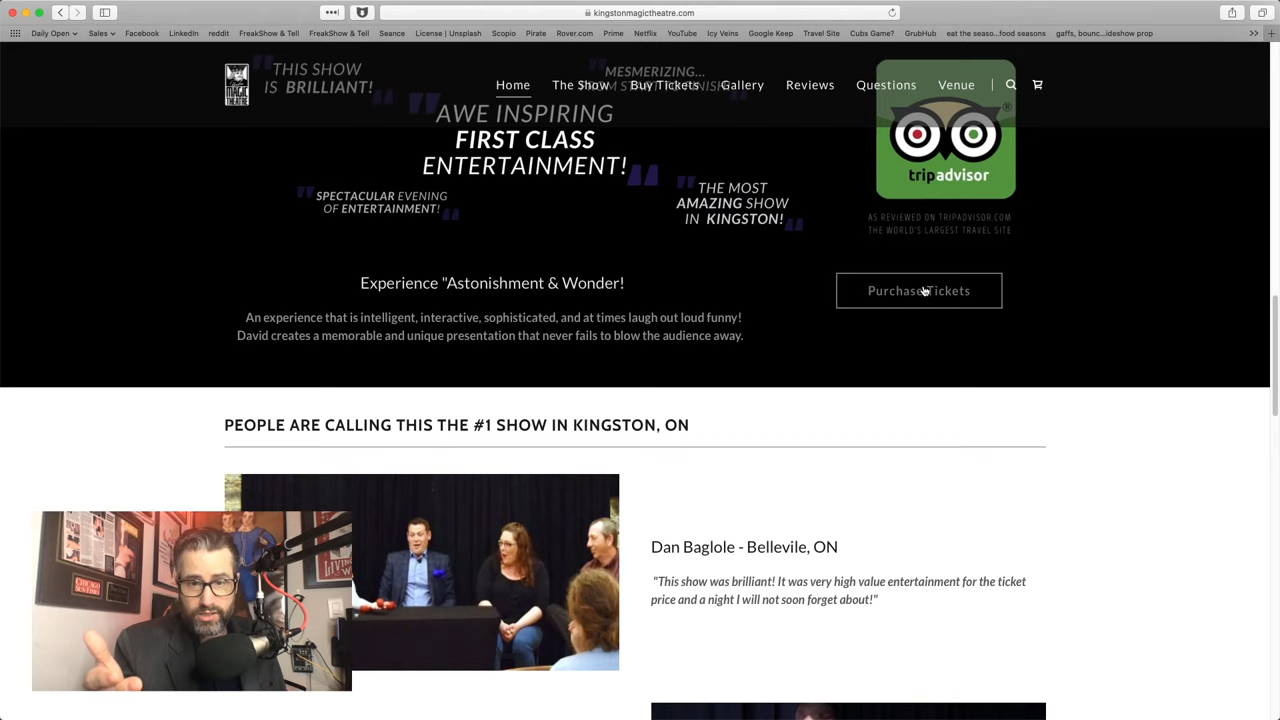 kingstonmagictheatre.com
Daily Open Sales Facebook LinkedIn reddit FreakShow & Tell FreakShow & Tell Seance License | Unsplash Scopio Pirate Rover.com Prime Netflix YouTube Icy Veins Google Keep Travel Site Cubs Game? GrubHub eat the seaso...food seasons gaffs, bounc...ideshow prop
THIS SHOW
IS BRILLIANT!
MESMERIZING...
Home The Show Buy Tickets Gallery Reviews Questions Venue
AWE INSPIRING
FIRST CLASS
ENTERTAINMENT!
SPECTACULAR EVENING
OF ENTERTAINMENT!
THE MOST
AMAZING SHOW
IN KINGSTON!
tripadvisor®
AS REVIEWED ON TRIPADVISOR.COM
THE WORLD'S LARGEST TRAVEL SITE
Experience "Astonishment & Wonder!
Purchase Tickets
An experience that is intelligent, interactive, sophisticated, and at times laugh out loud funny!
David creates a memorable and unique presentation that never fails to blow the audience away.
PEOPLE ARE CALLING THIS THE #1 SHOW IN KINGSTON, ON
Dan Baglole - Bellevile, ON
"This show was brilliant! It was very high value entertainment for the ticket
price and a night I will not soon forget about!"